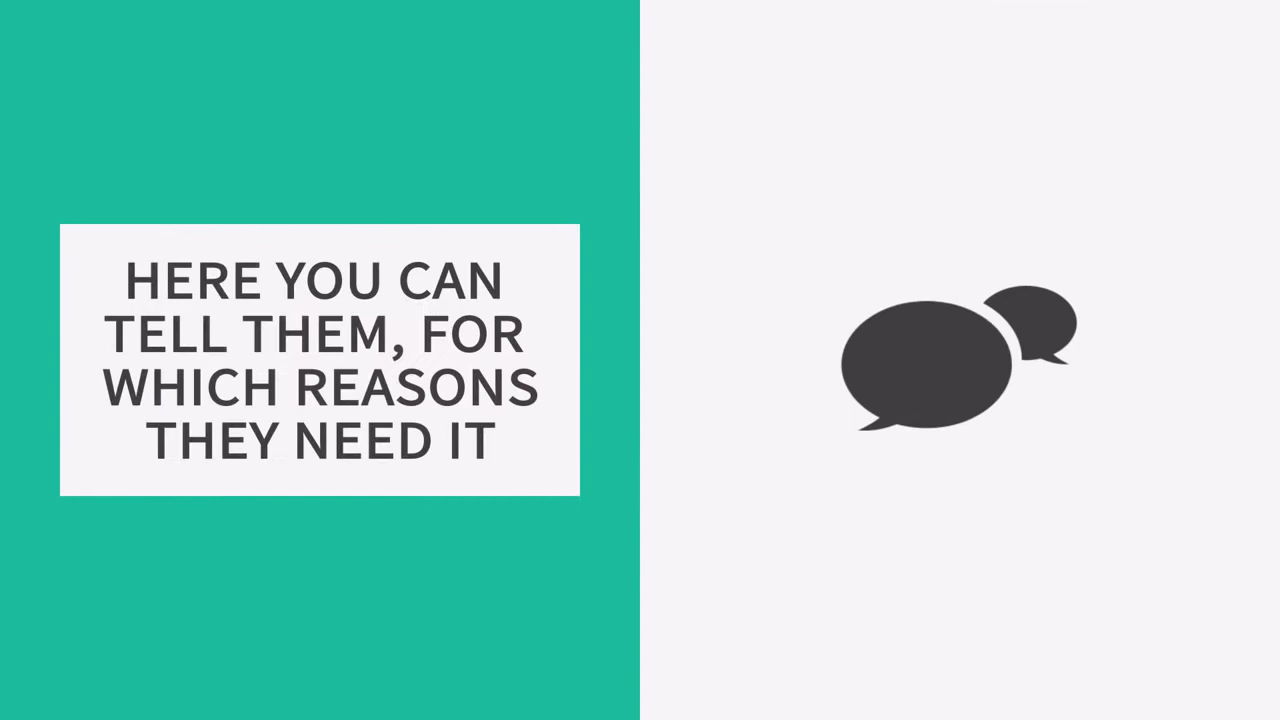 HERE YOU CAN
TELL THEM, FOR
WHICH REASONS
THEY NEED IT